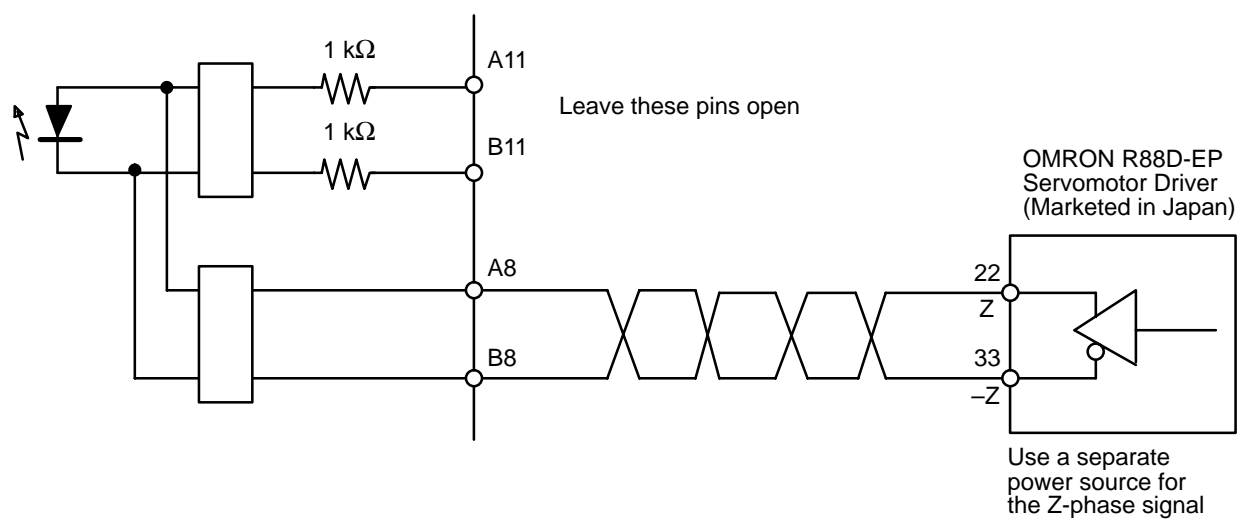 1 kΩ
A11
Leave these pins open
1 kΩ
B11
OMRON R88D-EP
Servomotor Driver
(Marketed in Japan)
A8
22
Z
B8
33
–Z
Use a separate
power source for
the Z-phase signal